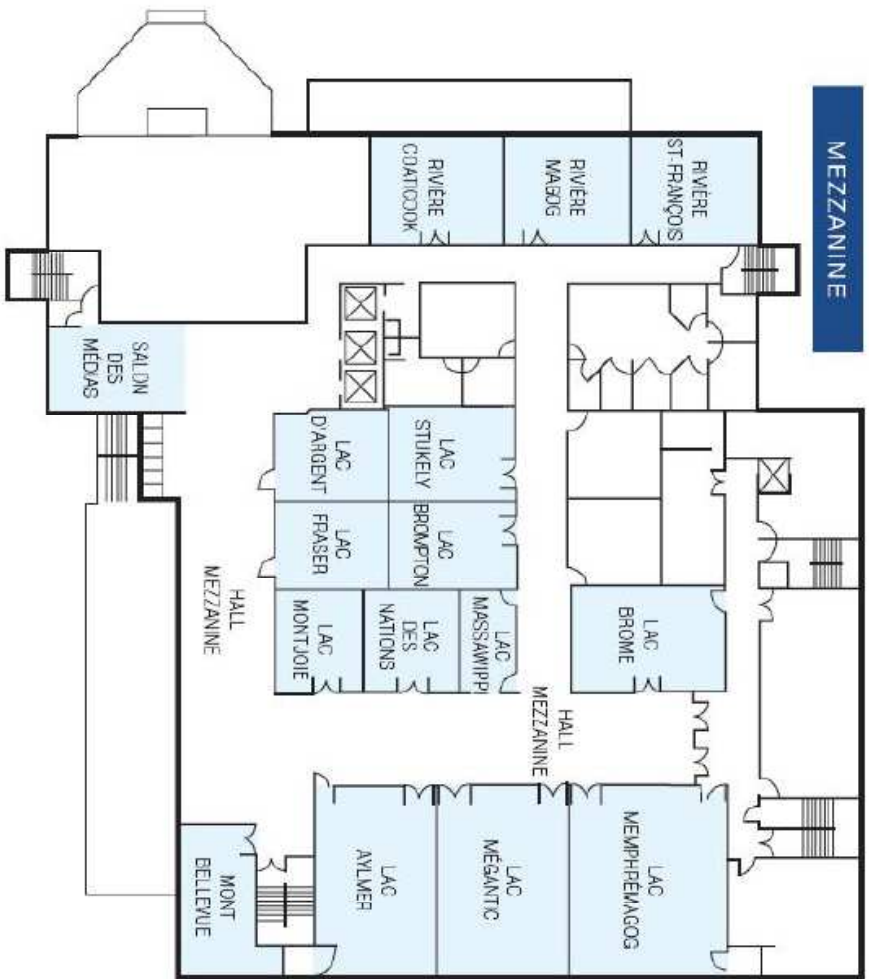 MEZZANINE
RIVIÈRE
ST-FRANÇOIS
RIVIÈRE
MAGOG
RIVIÈRE
COATICOOK
SALON
DES
MÉDIAS
LAC
STUKELY
LAC
D'ARGENT
LAC
BROMPTON
LAC
FRASER
LAC
BROME
LAC
MASSAWIPPI
LAC
DES
NATIONS
LAC
MONTJOIE
HALL
MEZZANINE
HALL
MEZZANINE
LAC
MEMPHRÉMAGOG
LAC
MÉGANTIC
LAC
AYLMER
MONT
BELLEVUE